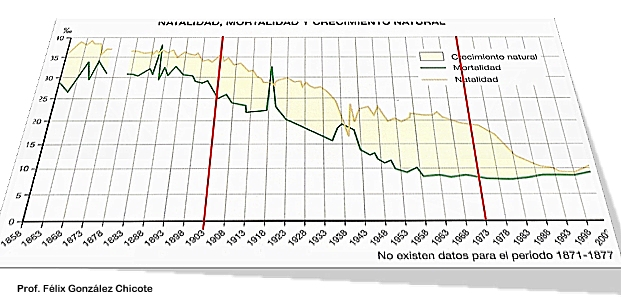 NATALIDAD, MORTALIDAD Y CRECIMIENTO NATURAL
‰
Crecimiento natural
Mortalidad
Natalidad
40
35
30
25
20
15
10
5
0
1858 1863 1868 1873 1878 1883 1888 1893 1898 1903 1908 1913 1918 1923 1928 1933 1938 1943 1948 1953 1958 1963 1968 1973 1978 1983 1988 1993 1998
No existen datos para el periodo 1871-1877
Prof. Félix González Chicote